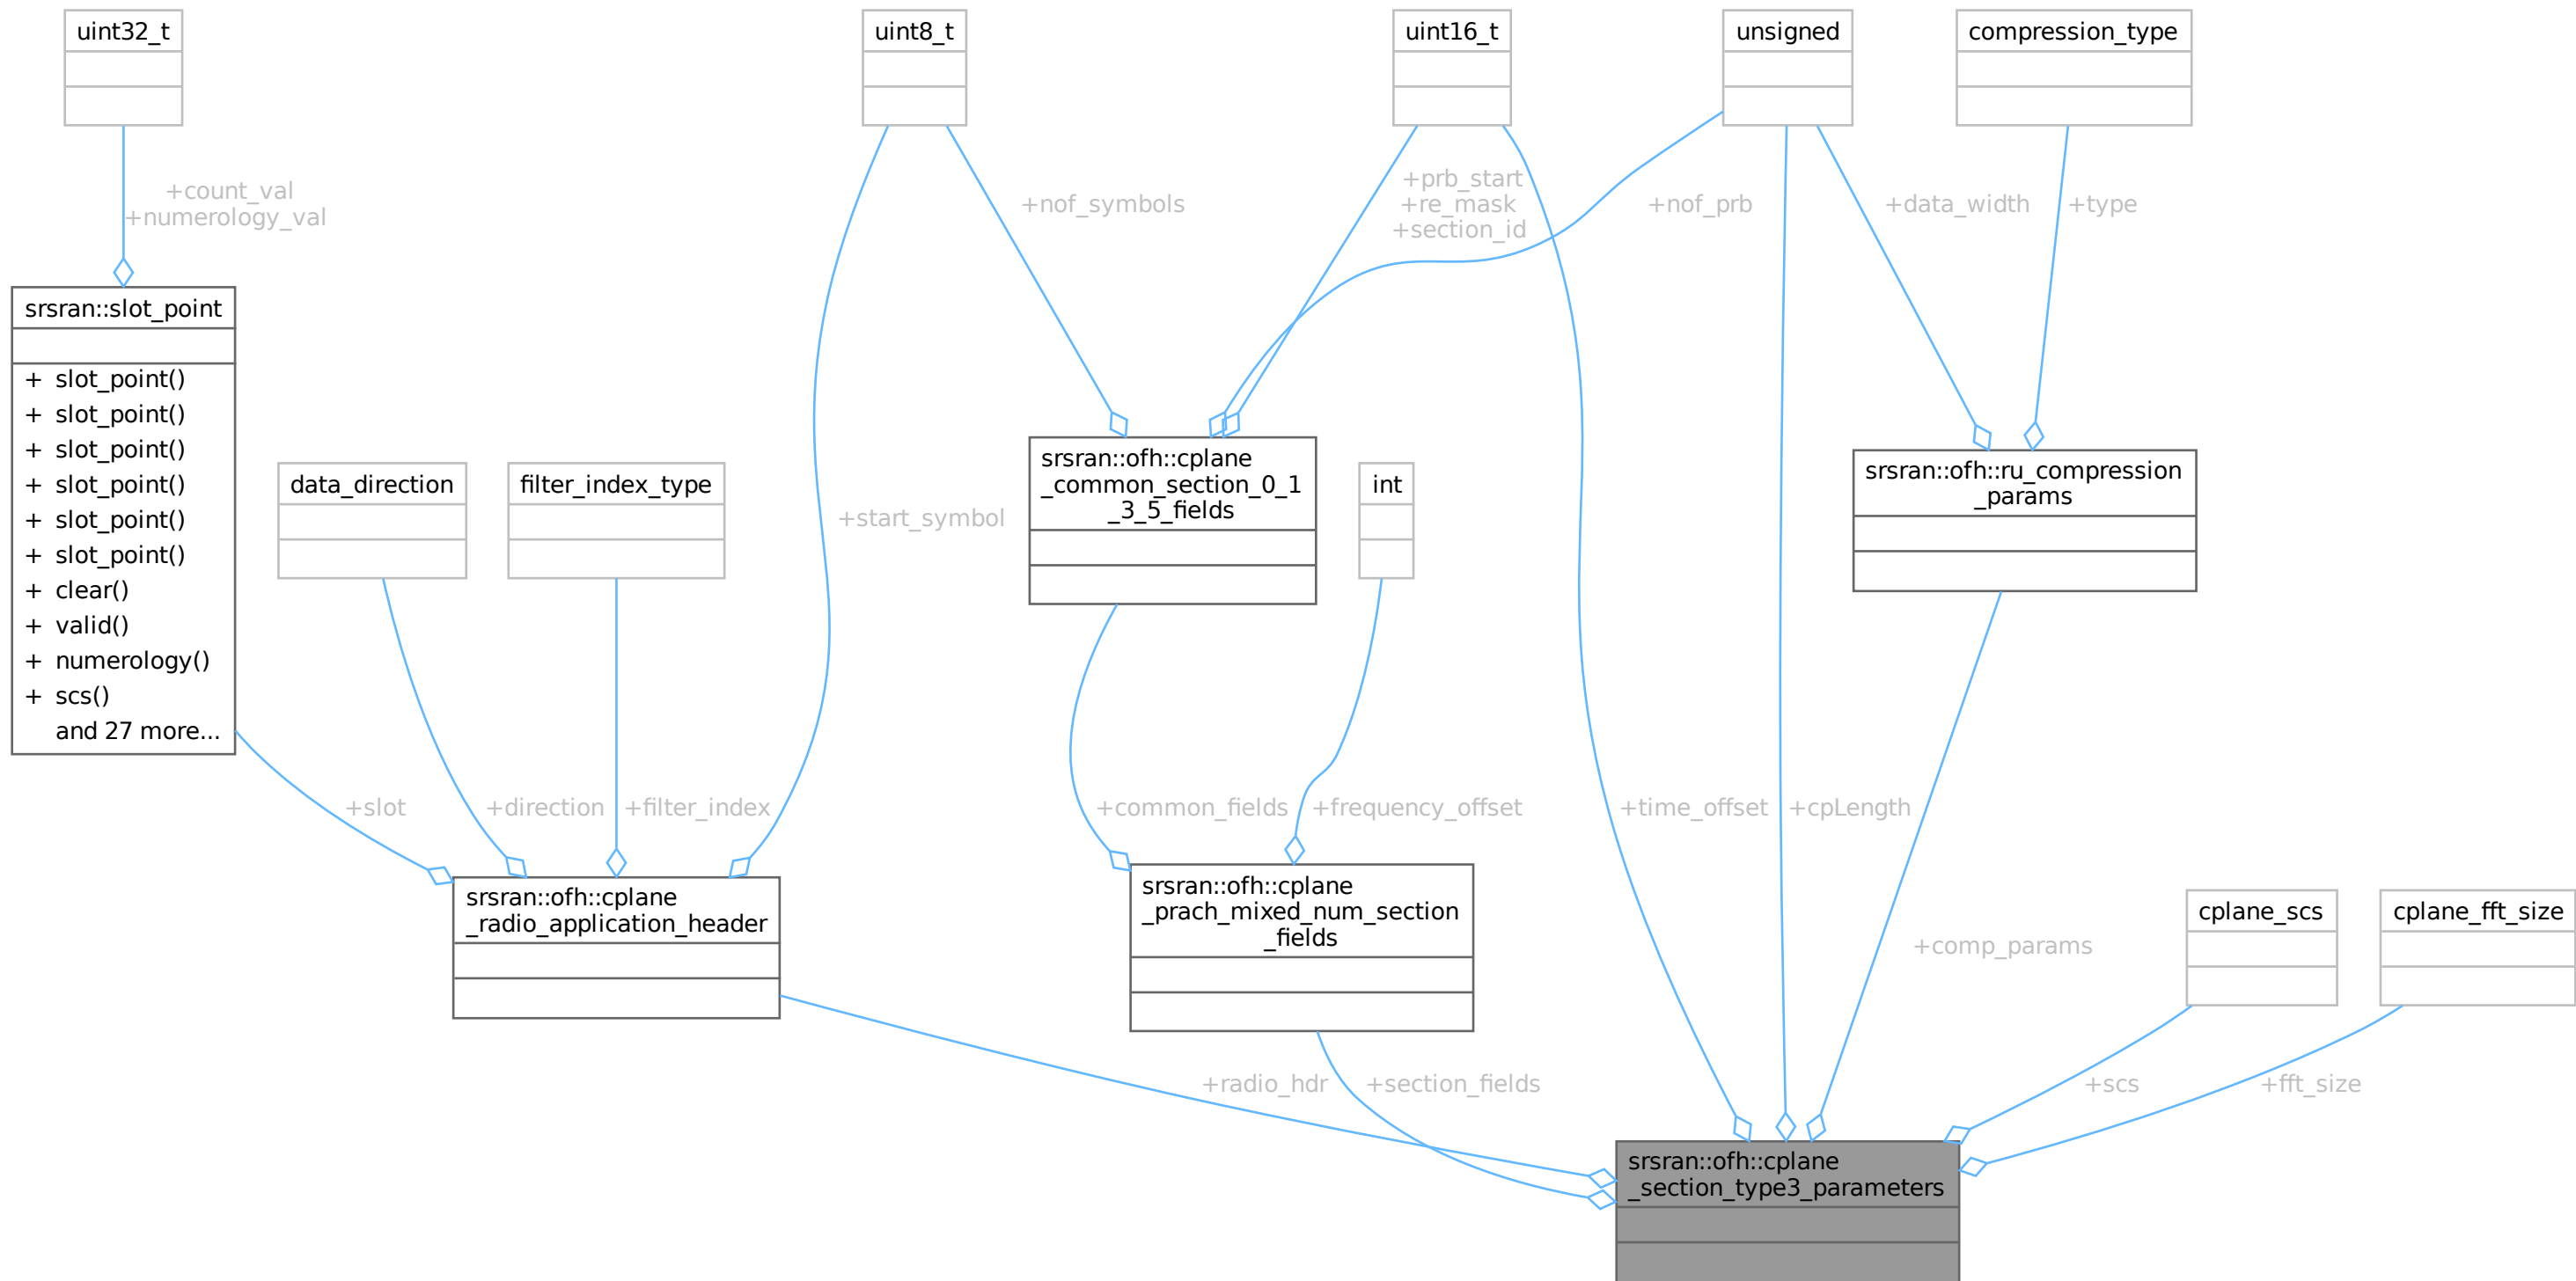 uint32_t
uint8_t
uint16_t
unsigned
compression_type
+count_val
+numerology_val
+nof_symbols
+prb_start
+re_mask
+section_id
+nof_prb
+data_width
+type
srsran::slot_point
+ slot_point()
+ slot_point()
+ slot_point()
+ slot_point()
+ slot_point()
+ slot_point()
+ clear()
+ valid()
+ numerology()
+ scs()
and 27 more...
data_direction
filter_index_type
+start_symbol
srsran::ofh::cplane
_common_section_0_1
_3_5_fields
int
srsran::ofh::ru_compression
_params
+slot
+direction
+filter_index
+common_fields
+frequency_offset
+time_offset
+cpLength
srsran::ofh::cplane
_radio_application_header
srsran::ofh::cplane
_prach_mixed_num_section
_fields
+comp_params
cplane_scs
cplane_fft_size
+radio_hdr
+section_fields
+scs
+fft_size
srsran::ofh::cplane
_section_type3_parameters